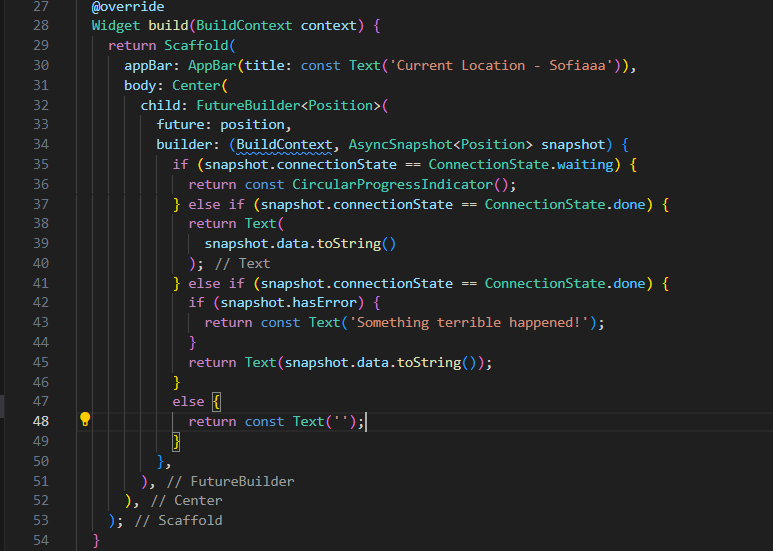 27 @override
28 Widget build(BuildContext context) {
29 return Scaffold(
30 appBar: AppBar(title: const Text('Current Location - Sofiaaa')),
31 body: Center(
32 child: FutureBuilder<Position>(
33 future: position,
34 builder: (BuildContext, AsyncSnapshot<Position> snapshot) {
35 if (snapshot.connectionState == ConnectionState.waiting) {
36 return const CircularProgressIndicator();
37 } else if (snapshot.connectionState == ConnectionState.done) {
38 return Text(
39 snapshot.data.toString()
40 ); // Text
41 } else if (snapshot.connectionState == ConnectionState.done) {
42 if (snapshot.hasError) {
43 return const Text('Something terrible happened!');
44 }
45 return Text(snapshot.data.toString());
46 }
47 else {
48 return const Text('');
49 }
50 },
51 ), // FutureBuilder
52 ), // Center
53 ); // Scaffold
54 }